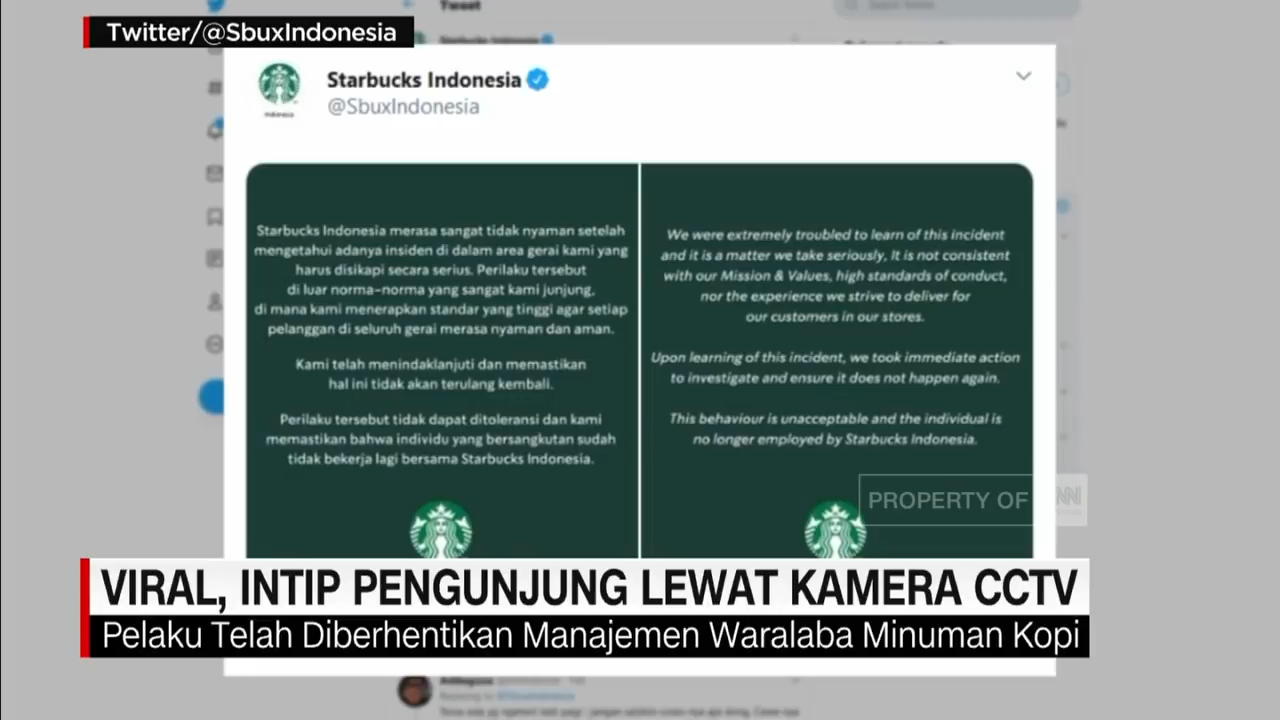 Twitter/@SbuxIndonesia
Tweet
Starbucks Indonesia
Starbucks Indonesia
@SbuxIndonesia
Indonesia
Starbucks Indonesia merasa sangat tidak nyaman setelah
mengetahui adanya insiden di dalam area gerai kami yang
harus disikapi secara serius. Perilaku tersebut
di luar norma-norma yang sangat kami junjung,
di mana kami menerapkan standar yang tinggi agar setiap
pelanggan di seluruh gerai merasa nyaman dan aman.
Kami telah menindaklanjuti dan memastikan
hal ini tidak akan terulang kembali.
Perilaku tersebut tidak dapat ditoleransi dan kami
memastikan bahwa individu yang bersangkutan sudah
tidak bekerja lagi bersama Starbucks Indonesia.
We were extremely troubled to learn of this incident
and it is a matter we take seriously, It is not consistent
with our Mission & Values, high standards of conduct,
nor the experience we strive to deliver for
our customers in our stores.
Upon learning of this incident, we took immediate action
to investigate and ensure it does not happen again.
This behaviour is unacceptable and the individual is
no longer employed by Starbucks Indonesia.
PROPERTY OF
VIRAL, INTIP PENGUNJUNG LEWAT KAMERA CCTV
Pelaku Telah Diberhentikan Manajemen Waralaba Minuman Kopi